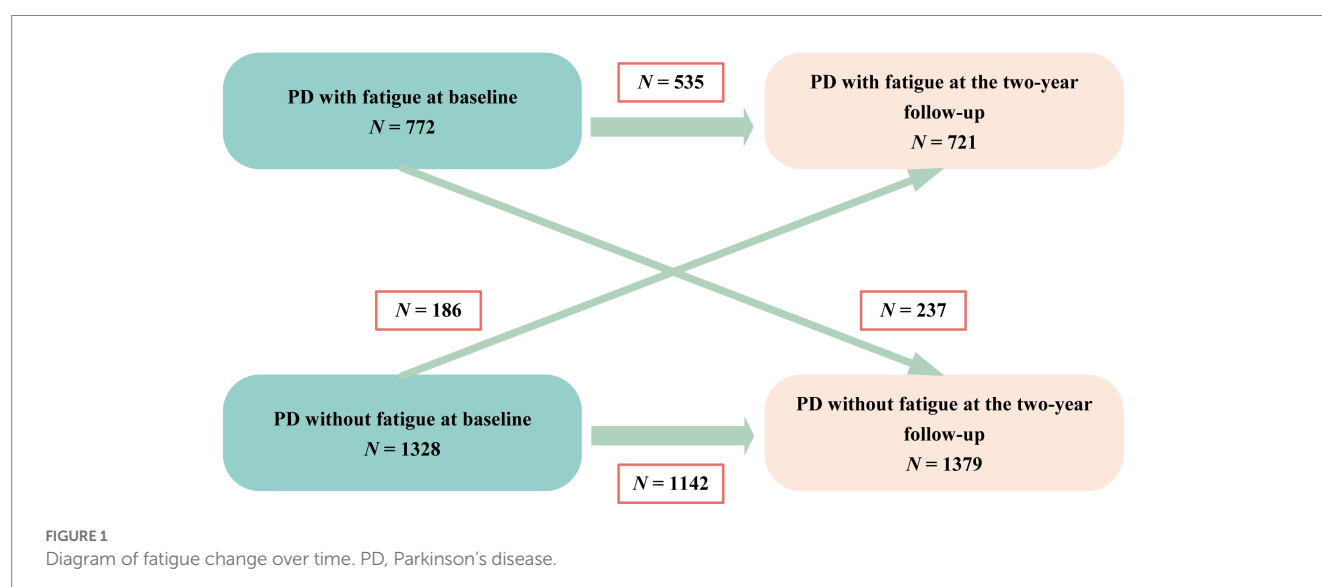 PD with fatigue at baseline
N = 772
N = 535
PD with fatigue at the two-year
follow-up
N = 721
N = 186
N = 237
PD without fatigue at baseline
N = 1328
N = 1142
PD without fatigue at the two-year
follow-up
N = 1379
FIGURE 1
Diagram of fatigue change over time. PD, Parkinson’s disease.